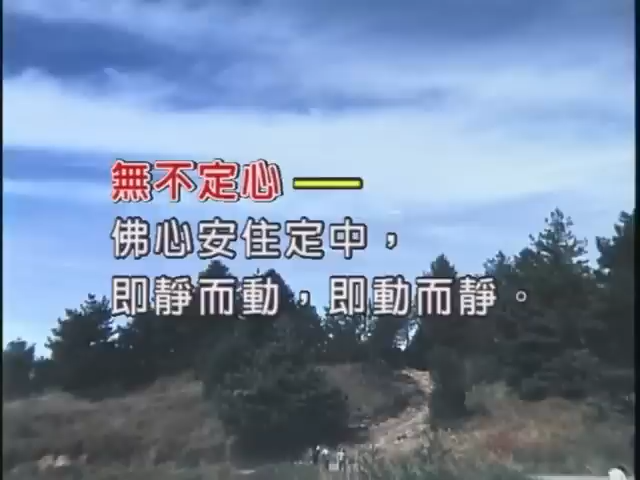 無不定心——
佛心安住定中，
即靜而動，即動而靜。